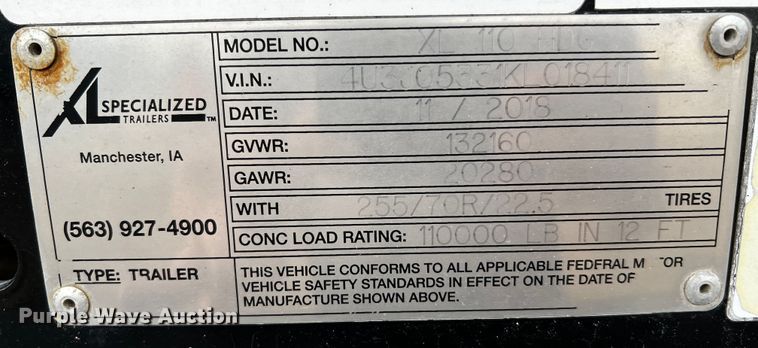 XL SPECIALIZED
TRAILERS™
Manchester, IA
(563) 927-4900
TYPE: TRAILER
MODEL NO.: XL 110 HDG
V.I.N.:
DATE: 11 / 2018
GVWR: 132160
GAWR: 20280
WITH 255/70R/22.5 TIRES
CONC LOAD RATING: 110000 LB IN 12 FT
THIS VEHICLE CONFORMS TO ALL APPLICABLE FEDERAL MOTOR
VEHICLE SAFETY STANDARDS IN EFFECT ON THE DATE OF
MANUFACTURE SHOWN ABOVE.
Purple Wave Auction